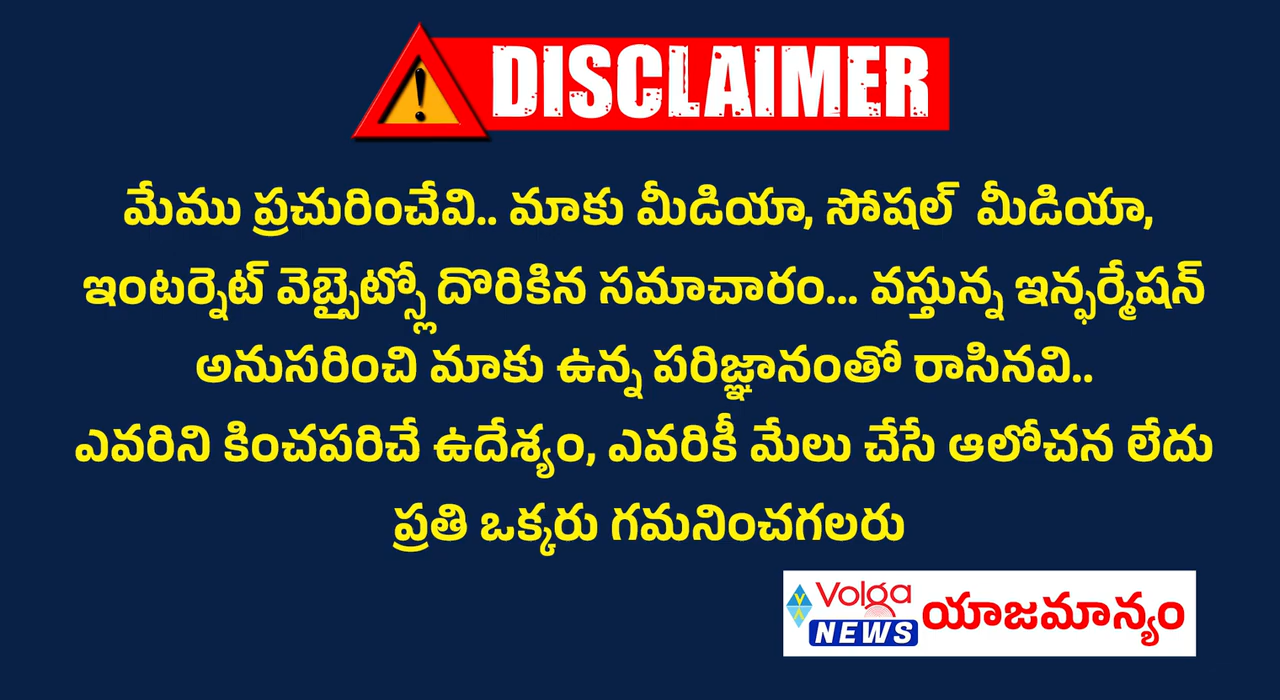 DISCLAIMER
మేము ప్రచురించేవి.. మాకు మీడియా, సోషల్ మీడియా,
ఇంటర్నెట్ వెబ్సైట్స్లో దొరికిన సమాచారం... వస్తున్న ఇన్ఫర్మేషన్
అనుసరించి మాకు ఉన్న పరిజ్ఞానంతో రాసినవి..
ఎవరిని కించపరిచే ఉదేశ్యం, ఎవరికీ మేలు చేసే ఆలోచన లేదు
ప్రతి ఒక్కరు గమనించగలరు
Volga NEWS యాజమాన్యం